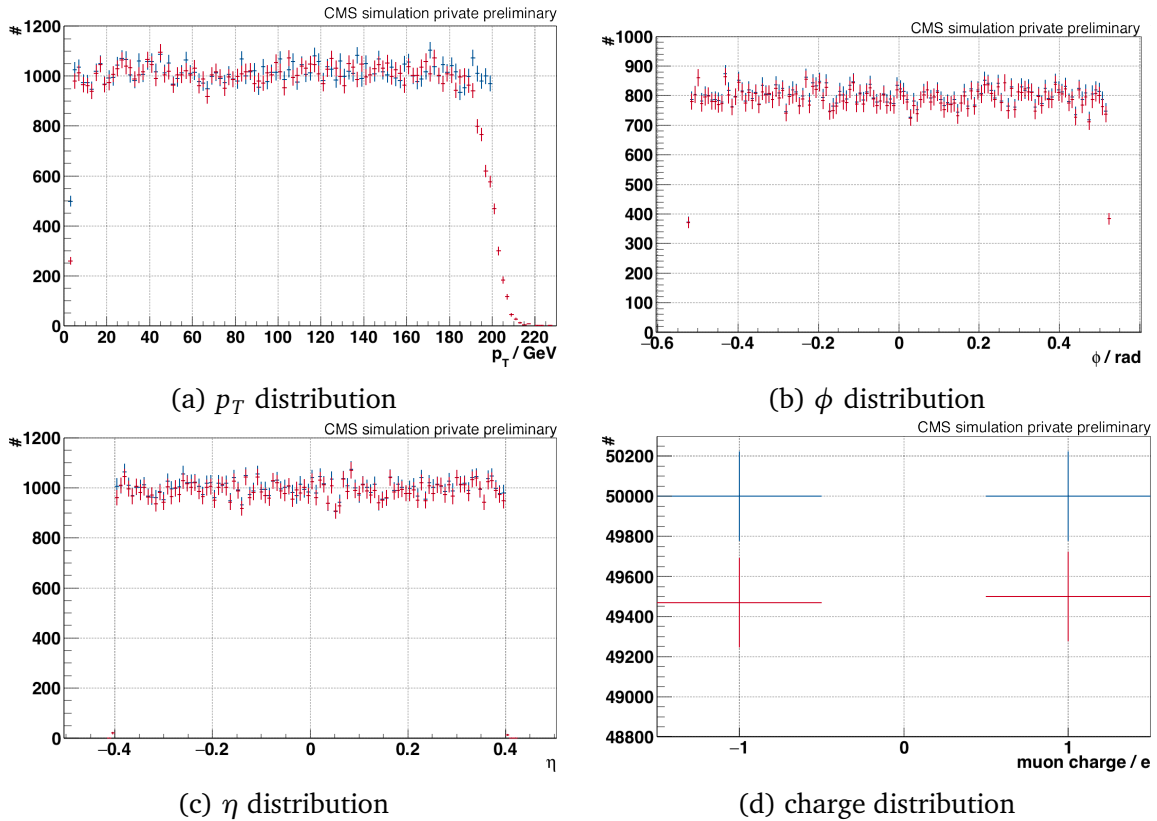 CMS simulation private preliminary
#
1200
1000
800
600
400
200
0
0 20 40 60 80 100 120 140 160 180 200 220
p_T / GeV
(a) p_T distribution
CMS simulation private preliminary
#
1000
900
800
700
600
500
400
300
200
100
0
−0.6 −0.4 −0.2 0 0.2 0.4
ϕ / rad
(b) ϕ distribution
CMS simulation private preliminary
#
1200
1000
800
600
400
200
0
−0.4 −0.2 0 0.2 0.4
η
(c) η distribution
CMS simulation private preliminary
#
50200
50000
49800
49600
49400
49200
49000
48800
−1 0 1
muon charge / e
(d) charge distribution